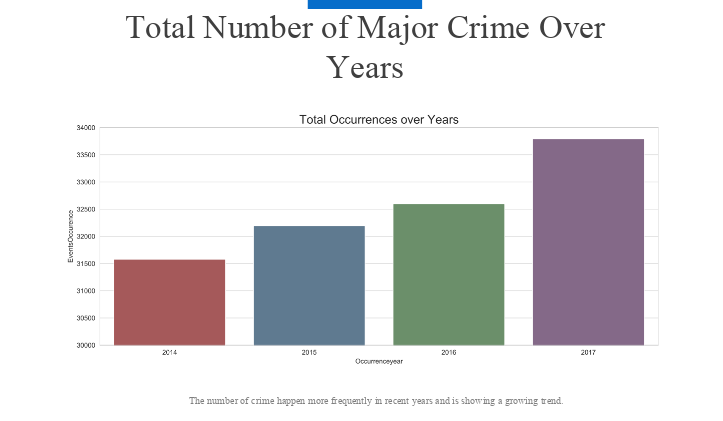 Total Number of Major Crime Over
Years
Total Occurrences over Years
34000
33500
33000
32500
32000
31500
31000
30500
30000
EventsOccurence
2014 2015 2016 2017
Occurrenceyear
The number of crime happen more frequently in recent years and is showing a growing trend.